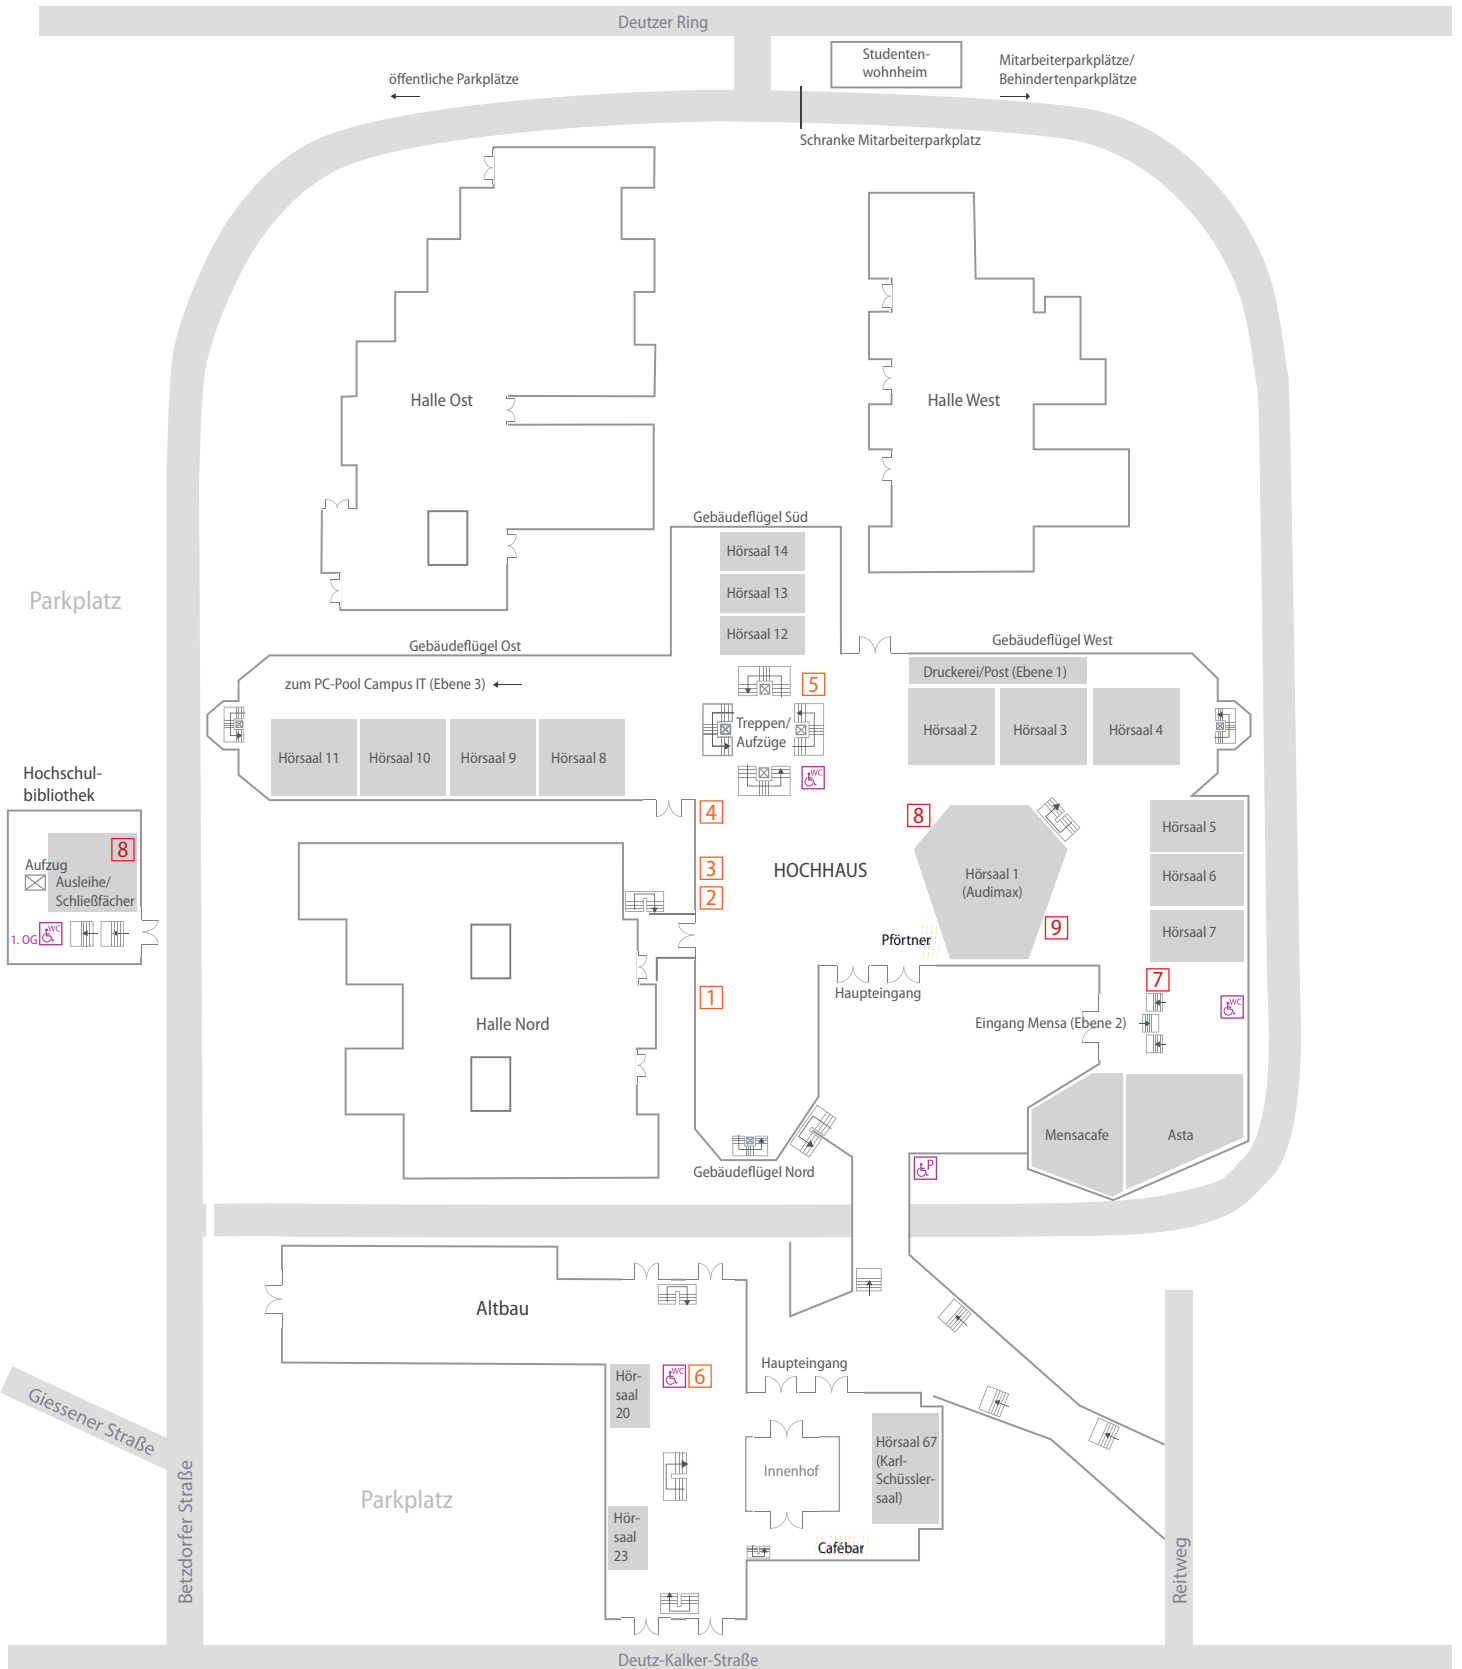 Deutzer Ring
Studenten-
wohnheim
öffentliche Parkplätze
Mitarbeiterparkplätze/
Behindertenparkplätze
Schranke Mitarbeiterparkplatz
Halle Ost
Halle West
Gebäudeflügel Süd
Hörsaal 14
Hörsaal 13
Hörsaal 12
Parkplatz
Gebäudeflügel Ost
Gebäudeflügel West
zum PC-Pool Campus IT (Ebene 3)
5
Druckerei/Post (Ebene 1)
Treppen/
Aufzüge
Hörsaal 2
Hörsaal 3
Hörsaal 4
Hörsaal 11
Hörsaal 10
Hörsaal 9
Hörsaal 8
WC
Hochschul-
bibliothek
4
8
Hörsaal 5
8
Aufzug
Ausleihe/
Schließfächer
3
2
HOCHHAUS
Hörsaal 1
(Audimax)
Hörsaal 6
1. OG
WC
Pförtner
9
Hörsaal 7
7
Haupteingang
1
WC
Halle Nord
Eingang Mensa (Ebene 2)
Mensacafe
Asta
Gebäudeflügel Nord
P
Altbau
Haupteingang
WC
6
Hör-
saal
20
Giessener Straße
Innenhof
Hörsaal 67
(Karl-
Schüssler-
saal)
Parkplatz
Hör-
saal
23
Cafébar
Betzdorfer Straße
Reitweg
Deutz-Kalker-Straße